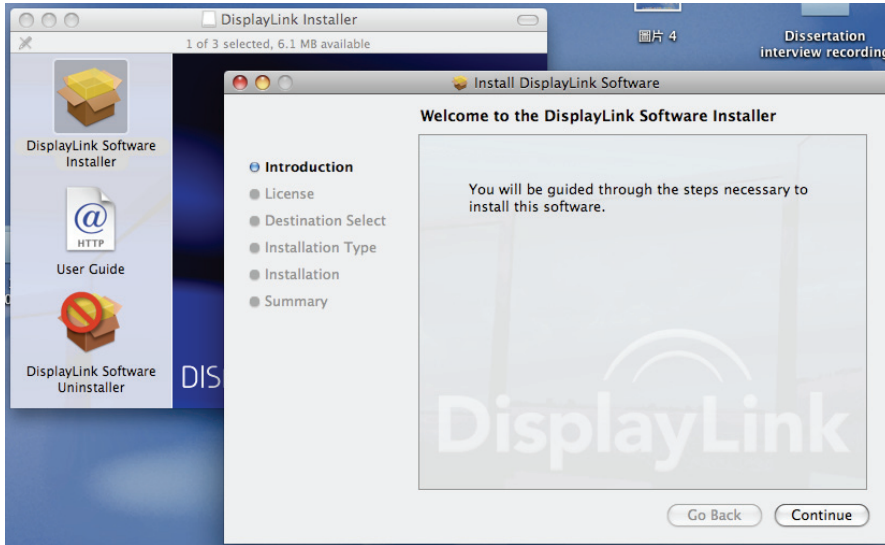 DisplayLink Installer
1 of 3 selected, 6.1 MB available
DisplayLink Software
Installer
HTTP
User Guide
DisplayLink Software
Uninstaller
DIS
圖片 4
Dissertation
interview recording
Install DisplayLink Software
Welcome to the DisplayLink Software Installer
Introduction
License
Destination Select
Installation Type
Installation
Summary
You will be guided through the steps necessary to
install this software.
DisplayLink
Go Back
Continue